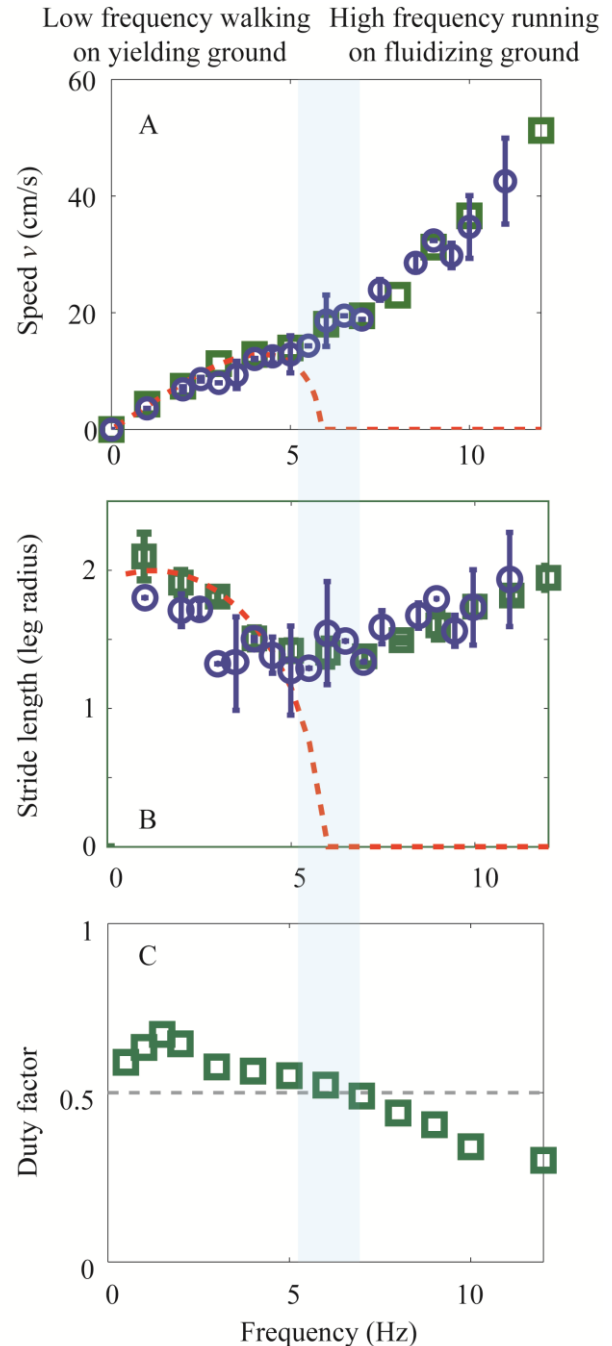 Low frequency walking
on yielding ground
High frequency running
on fluidizing ground
A
Speed v (cm/s)
60
40
20
0
0
5
10
B
Stride length (leg radius)
2
1
0
0
5
10
C
Duty factor
1
0.5
0
0
5
10
Frequency (Hz)